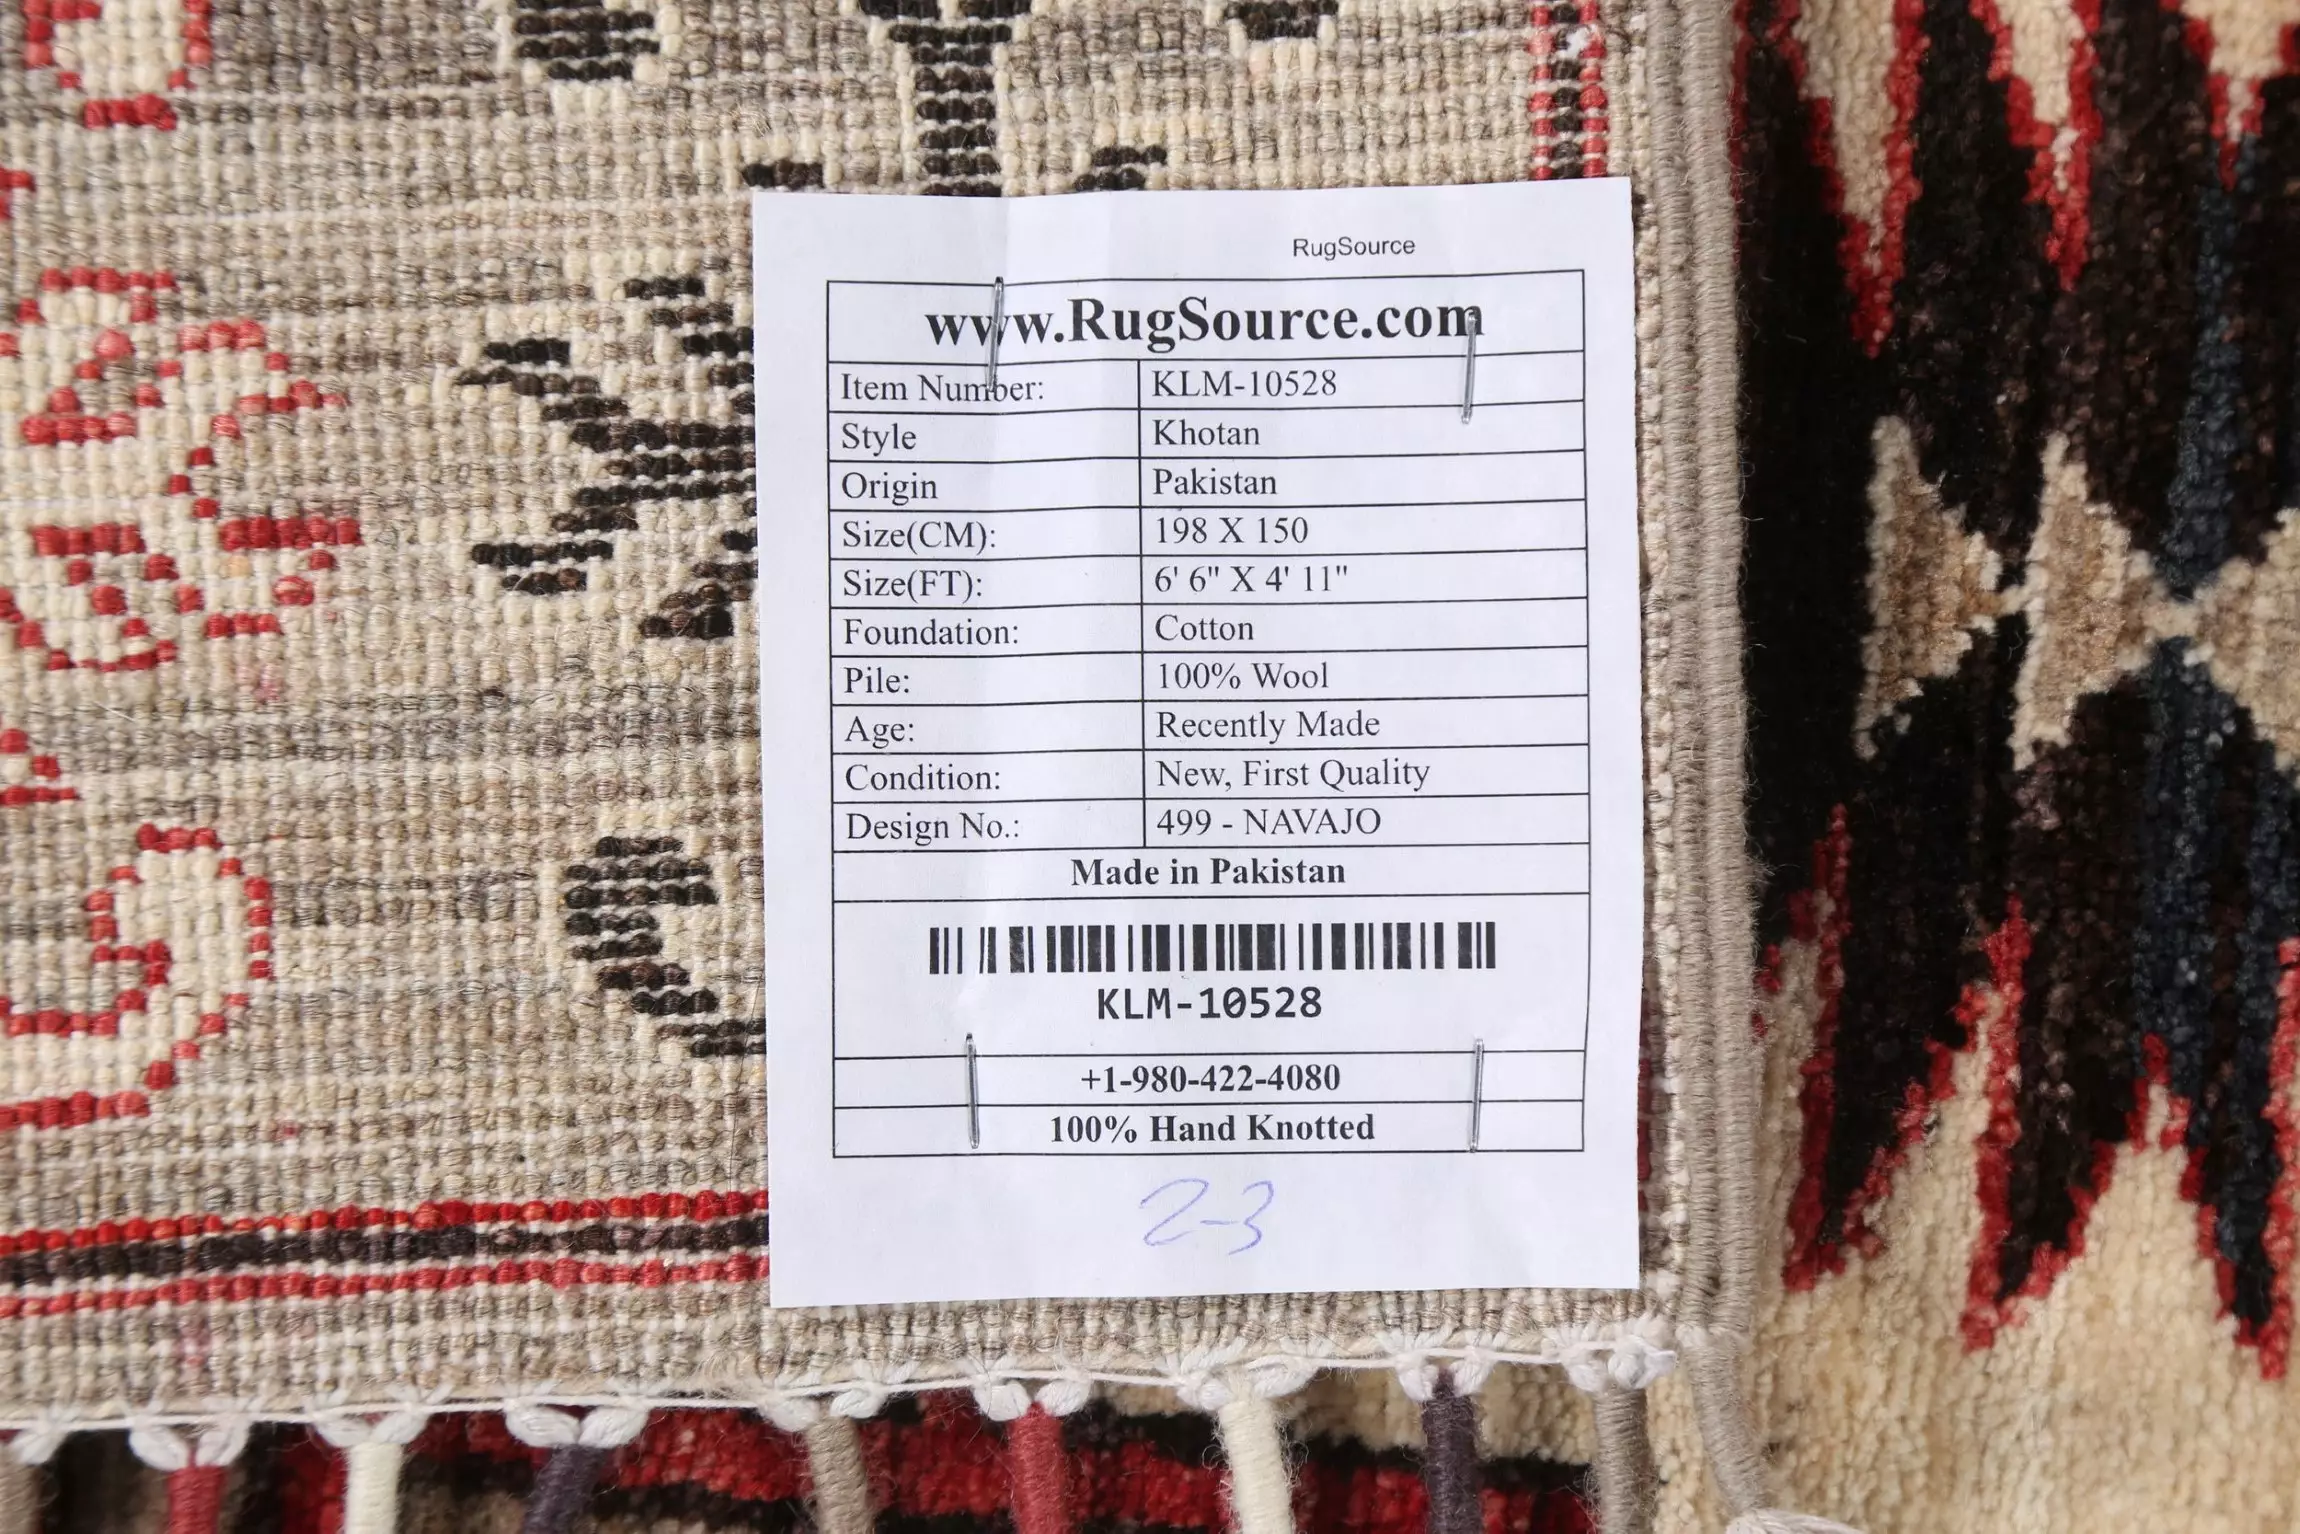 RugSource
www.RugSource.com
Item Number: KLM-10528
Style Khotan
Origin Pakistan
Size(CM): 198 X 150
Size(FT): 6' 6" X 4' 11"
Foundation: Cotton
Pile: 100% Wool
Age: Recently Made
Condition: New, First Quality
Design No.: 499 - NAVAJO
Made in Pakistan
KLM-10528
+1-980-422-4080
100% Hand Knotted
2-3